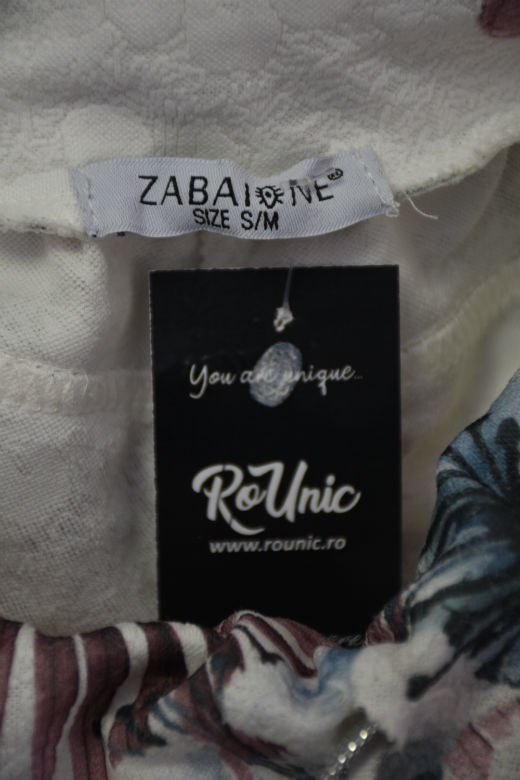 ZABAIONE
SIZE S/M
You are unique...
RoUnic
www.rounic.ro